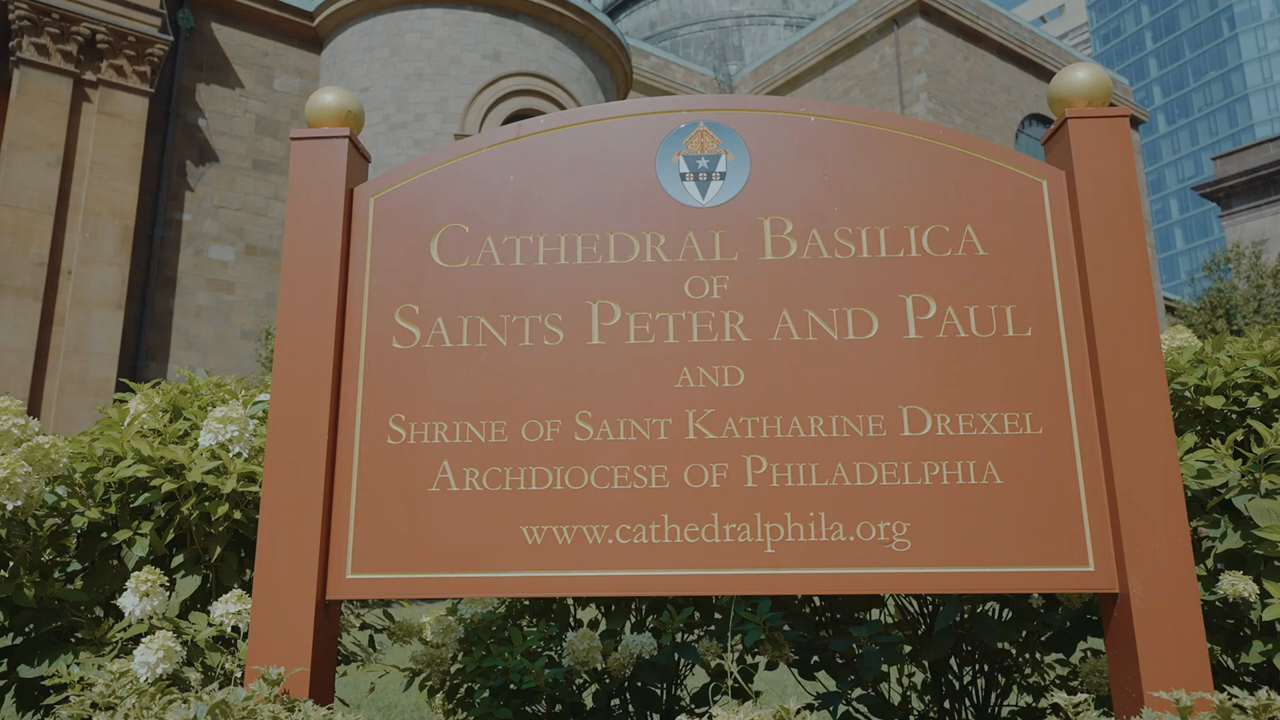 CATHEDRAL BASILICA
OF
SAINTS PETER AND PAUL
AND
SHRINE OF SAINT KATHARINE DREXEL
ARCHDIOCESE OF PHILADELPHIA
www.cathedralphila.org